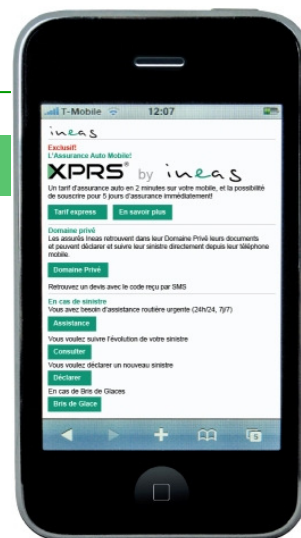 T-Mobile 12:07
ineas
Exclusif!
L'Assurance Auto Mobile!
XPRS® by ineas
Un tarif d'assurance auto en 2 minutes sur votre mobile, et la possibilité
de souscrire pour 5 jours d'assurance immédiatement!
Tarif express En savoir plus
Domaine privé
Les assurés Ineas retrouvent dans leur Domaine Privé leurs documents
et peuvent déclarer et suivre leur sinistre directement depuis leur téléphone
mobile.
Domaine Privé
Retrouvez un devis avec le code reçu par SMS
En cas de sinistre
Vous avez besoin d'assistance routière urgente (24h/24, 7j/7)
Assistance
Vous voulez suivre l'évolution de votre sinistre
Consulter
Vous voulez déclarer un nouveau sinistre
Déclarer
En cas de Bris de Glaces
Bris de Glace
5